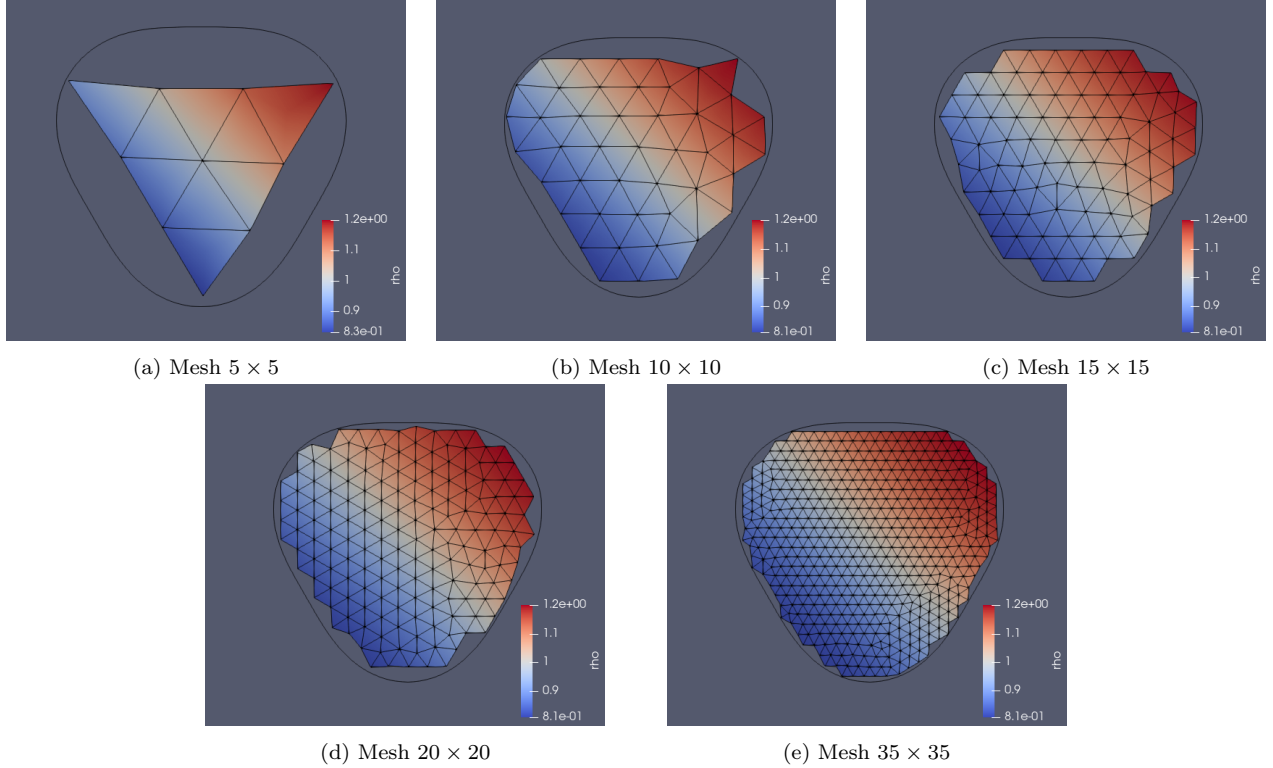 1.2e+00
1.1
1
0.9
8.3e-01
rho
1.2e+00
1.1
1
0.9
8.1e-01
rho
1.2e+00
1.1
1
0.9
8.1e-01
rho
(a) Mesh 5 × 5
(b) Mesh 10 × 10
(c) Mesh 15 × 15
1.2e+00
1.1
1
0.9
8.1e-01
rho
1.2e+00
1.1
1
0.9
8.1e-01
rho
(d) Mesh 20 × 20
(e) Mesh 35 × 35